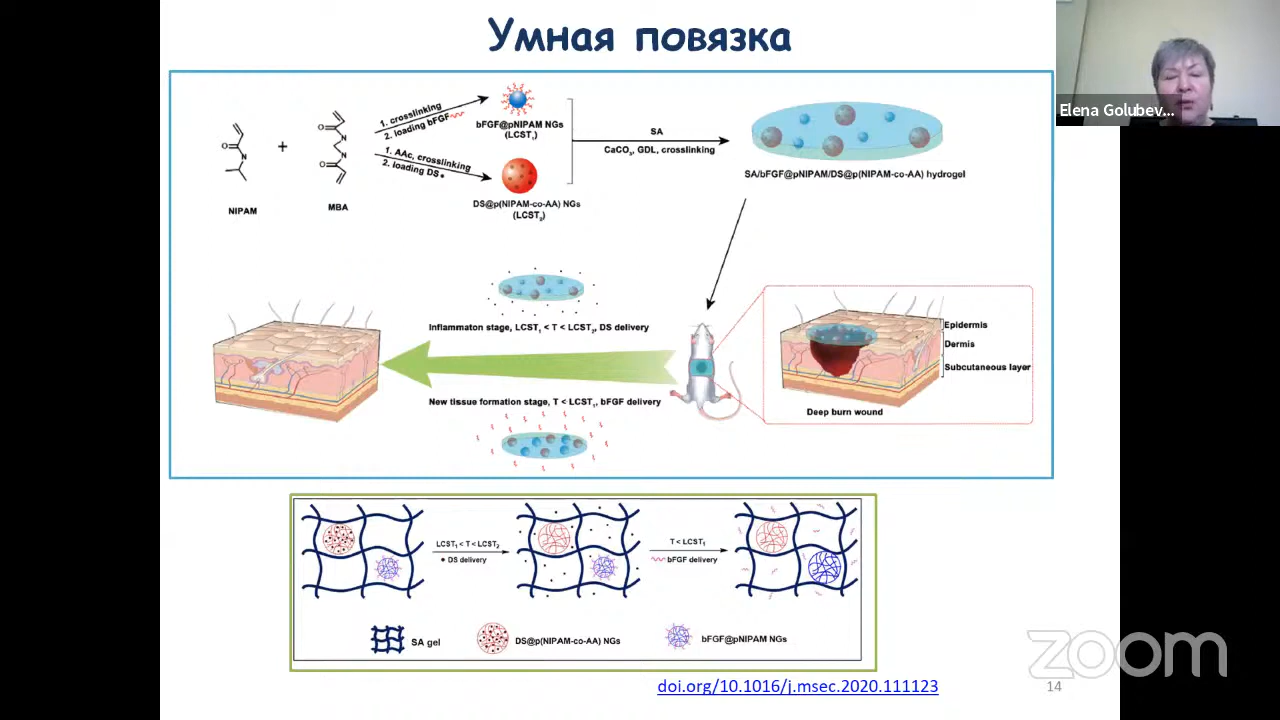 Умная повязка
Elena Golubev...
1. crosslinking
2. loading bFGF
1. AAc, crosslinking
2. loading DS
NIPAM
+
MBA
bFGF@pNIPAM NGs
(LCST₁)
DS@p(NIPAM-co-AA) NGs
(LCST₂)
SA
CaCO₃, GDL, crosslinking
SA/bFGF@pNIPAM/DS@p(NIPAM-co-AA) hydrogel
Inflammaton stage, LCST₁ < T < LCST₂, DS delivery
New tissue formation stage, T < LCST₁, bFGF delivery
Epidermis
Dermis
Subcutaneous layer
Deep burn wound
LCST₁ < T < LCST₂
DS delivery
T < LCST₁
bFGF delivery
SA gel
DS@p(NIPAM-co-AA) NGs
bFGF@pNIPAM NGs
doi.org/10.1016/j.msec.2020.111123
14
zoom